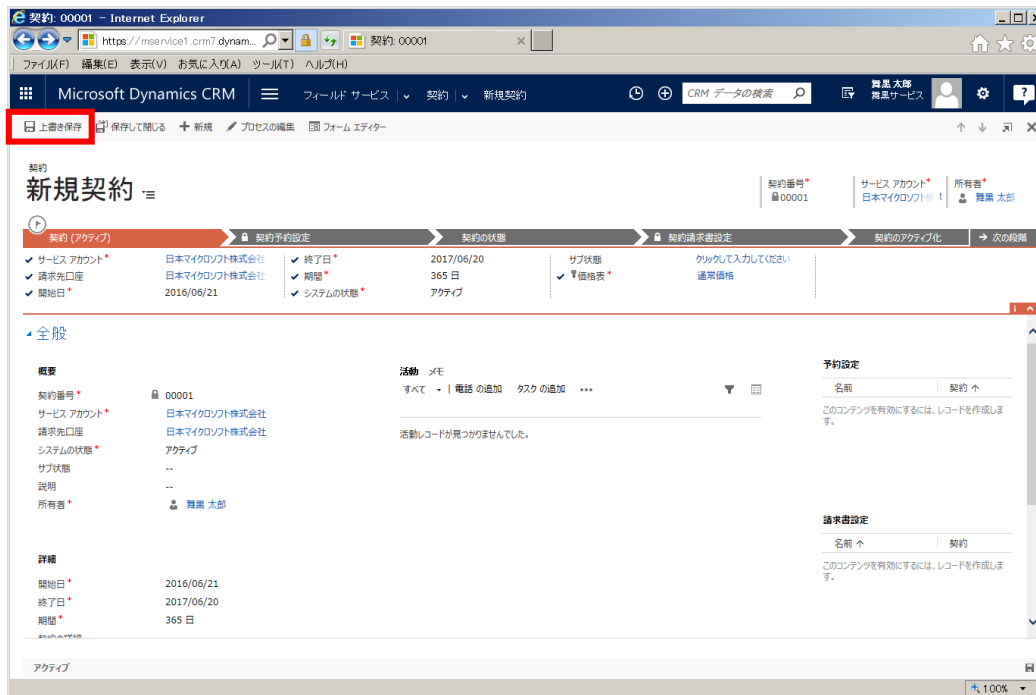 契約: 00001 - Internet Explorer
https://mservice1.crm7.dynam... 契約: 00001
ファイル(F) 編集(E) 表示(V) お気に入り(A) ツール(T) ヘルプ(H)
Microsoft Dynamics CRM フィールド サービス 契約 新規契約 CRM データの検索 舞黒 太郎
舞黒サービス
上書き保存 保存して閉じる 新規 プロセスの編集 フォーム エディター
契約
新規契約
契約番号* サービス アカウント* 所有者*
00001 日本マイクロソフト株 舞黒 太郎
契約 (アクティブ) 契約予約設定 契約の状態 契約請求書設定 契約のアクティブ化 次の段階
サービス アカウント* 日本マイクロソフト株式会社 終了日* 2017/06/20 サブ状態 クリックして入力してください
請求先口座 日本マイクロソフト株式会社 期間* 365 日 価格表* 通常価格
開始日* 2016/06/21 システムの状態* アクティブ
全般
概要
契約番号* 00001
サービス アカウント* 日本マイクロソフト株式会社
請求先口座 日本マイクロソフト株式会社
システムの状態* アクティブ
サブ状態 --
説明 --
所有者* 舞黒 太郎
詳細
開始日* 2016/06/21
終了日* 2017/06/20
期間* 365 日
活動 メモ
すべて 電話 の追加 タスク の追加 •••
活動レコードが見つかりませんでした。
予約設定
名前 契約 ↑
このコンテンツを有効にするには、レコードを作成しま
す。
請求書設定
名前 ↑ 契約
このコンテンツを有効にするには、レコードを作成しま
す。
アクティブ
100%